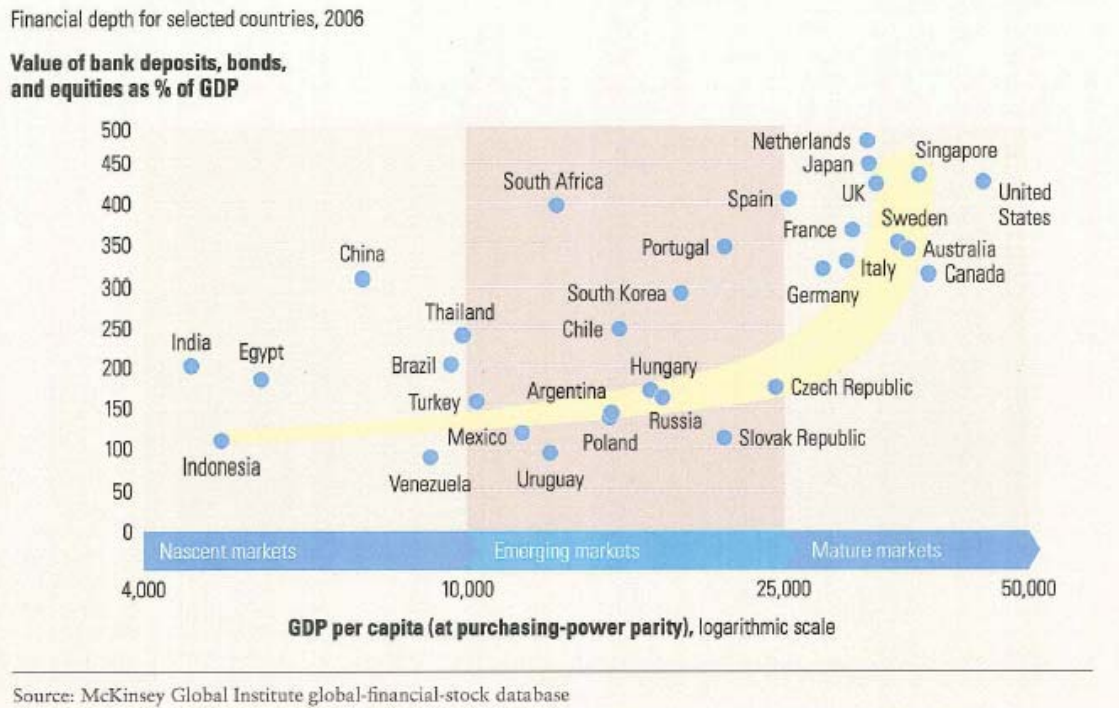 Financial depth for selected countries, 2006
Value of bank deposits, bonds,
and equities as % of GDP
500
450
400
350
300
250
200
150
100
50
0
Netherlands
Japan
Singapore
South Africa
UK
United
States
Spain
Sweden
France
Portugal
Australia
China
Italy
Canada
South Korea
Germany
Thailand
Chile
India
Egypt
Brazil
Hungary
Argentina
Czech Republic
Turkey
Russia
Mexico
Poland
Slovak Republic
Indonesia
Venezuela
Uruguay
Nascent markets
Emerging markets
Mature markets
4,000
10,000
25,000
50,000
GDP per capita (at purchasing-power parity), logarithmic scale
Source: McKinsey Global Institute global-financial-stock database